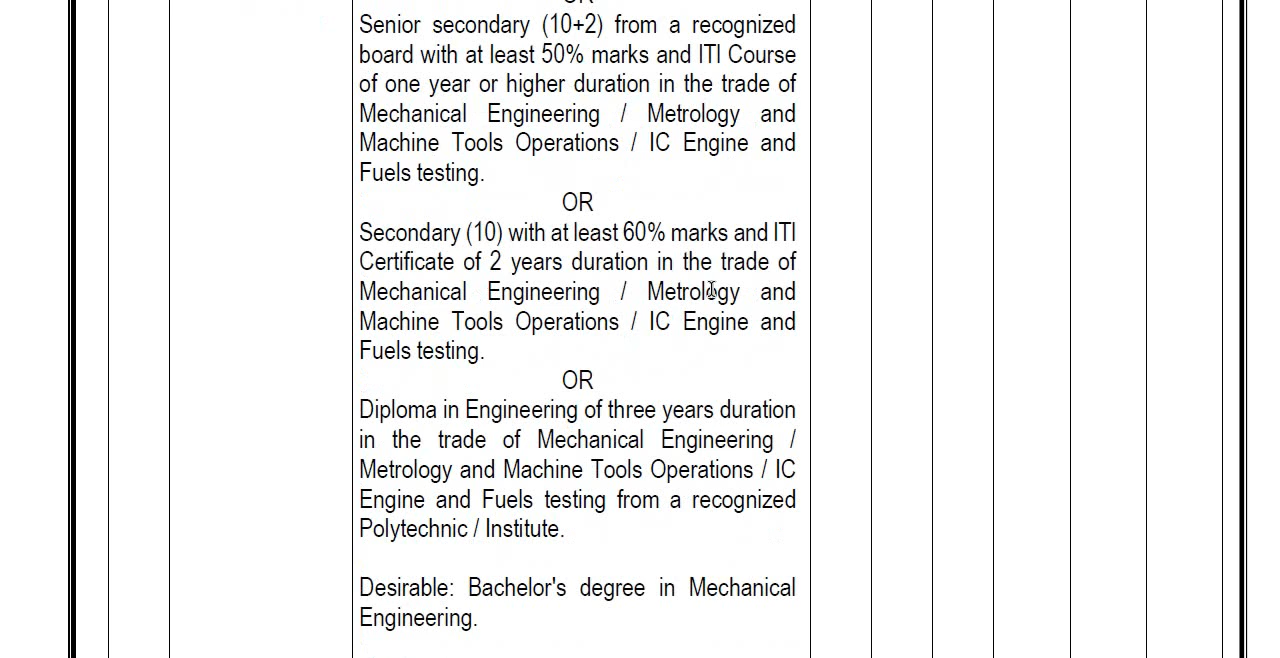 OR
Senior secondary (10+2) from a recognized
board with at least 50% marks and ITI Course
of one year or higher duration in the trade of
Mechanical Engineering / Metrology and
Machine Tools Operations / IC Engine and
Fuels testing.
OR
Secondary (10) with at least 60% marks and ITI
Certificate of 2 years duration in the trade of
Mechanical Engineering / Metrology and
Machine Tools Operations / IC Engine and
Fuels testing.
OR
Diploma in Engineering of three years duration
in the trade of Mechanical Engineering /
Metrology and Machine Tools Operations / IC
Engine and Fuels testing from a recognized
Polytechnic / Institute.
Desirable: Bachelor's degree in Mechanical
Engineering.